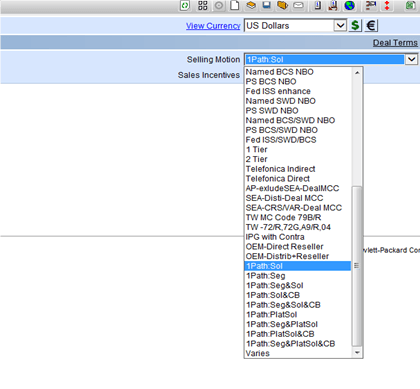 View Currency US Dollars $ €
Deal Terms
Selling Motion 1Path:Sol
Sales Incentives
Named BCS NBO
PS BCS NBO
Fed ISS enhance
Named SWD NBO
PS SWD NBO
Named BCS/SWD NBO
PS BCS/SWD NBO
Fed ISS/SWD/BCS
1 Tier
2 Tier
Telefonica Indirect
Telefonica Direct
AP-exludeSEA-DealMCC
SEA-Disti-Deal MCC
SEA-CRS/VAR-Deal MCC
TW MC Code 79B/R
TW -72/R,72G,A9/R,04
IPG with Contra
OEM-Direct Reseller
OEM-Distrib+Reseller
1Path:Sol
1Path:Seg
1Path:Seg&Sol
1Path:Sol&CB
1Path:Seg&Sol&CB
1Path:PlatSol
1Path:Seg&PlatSol
1Path:PlatSol&CB
1Path:Seg&PlatSol&CB
Varies
wlett-Packard Cor